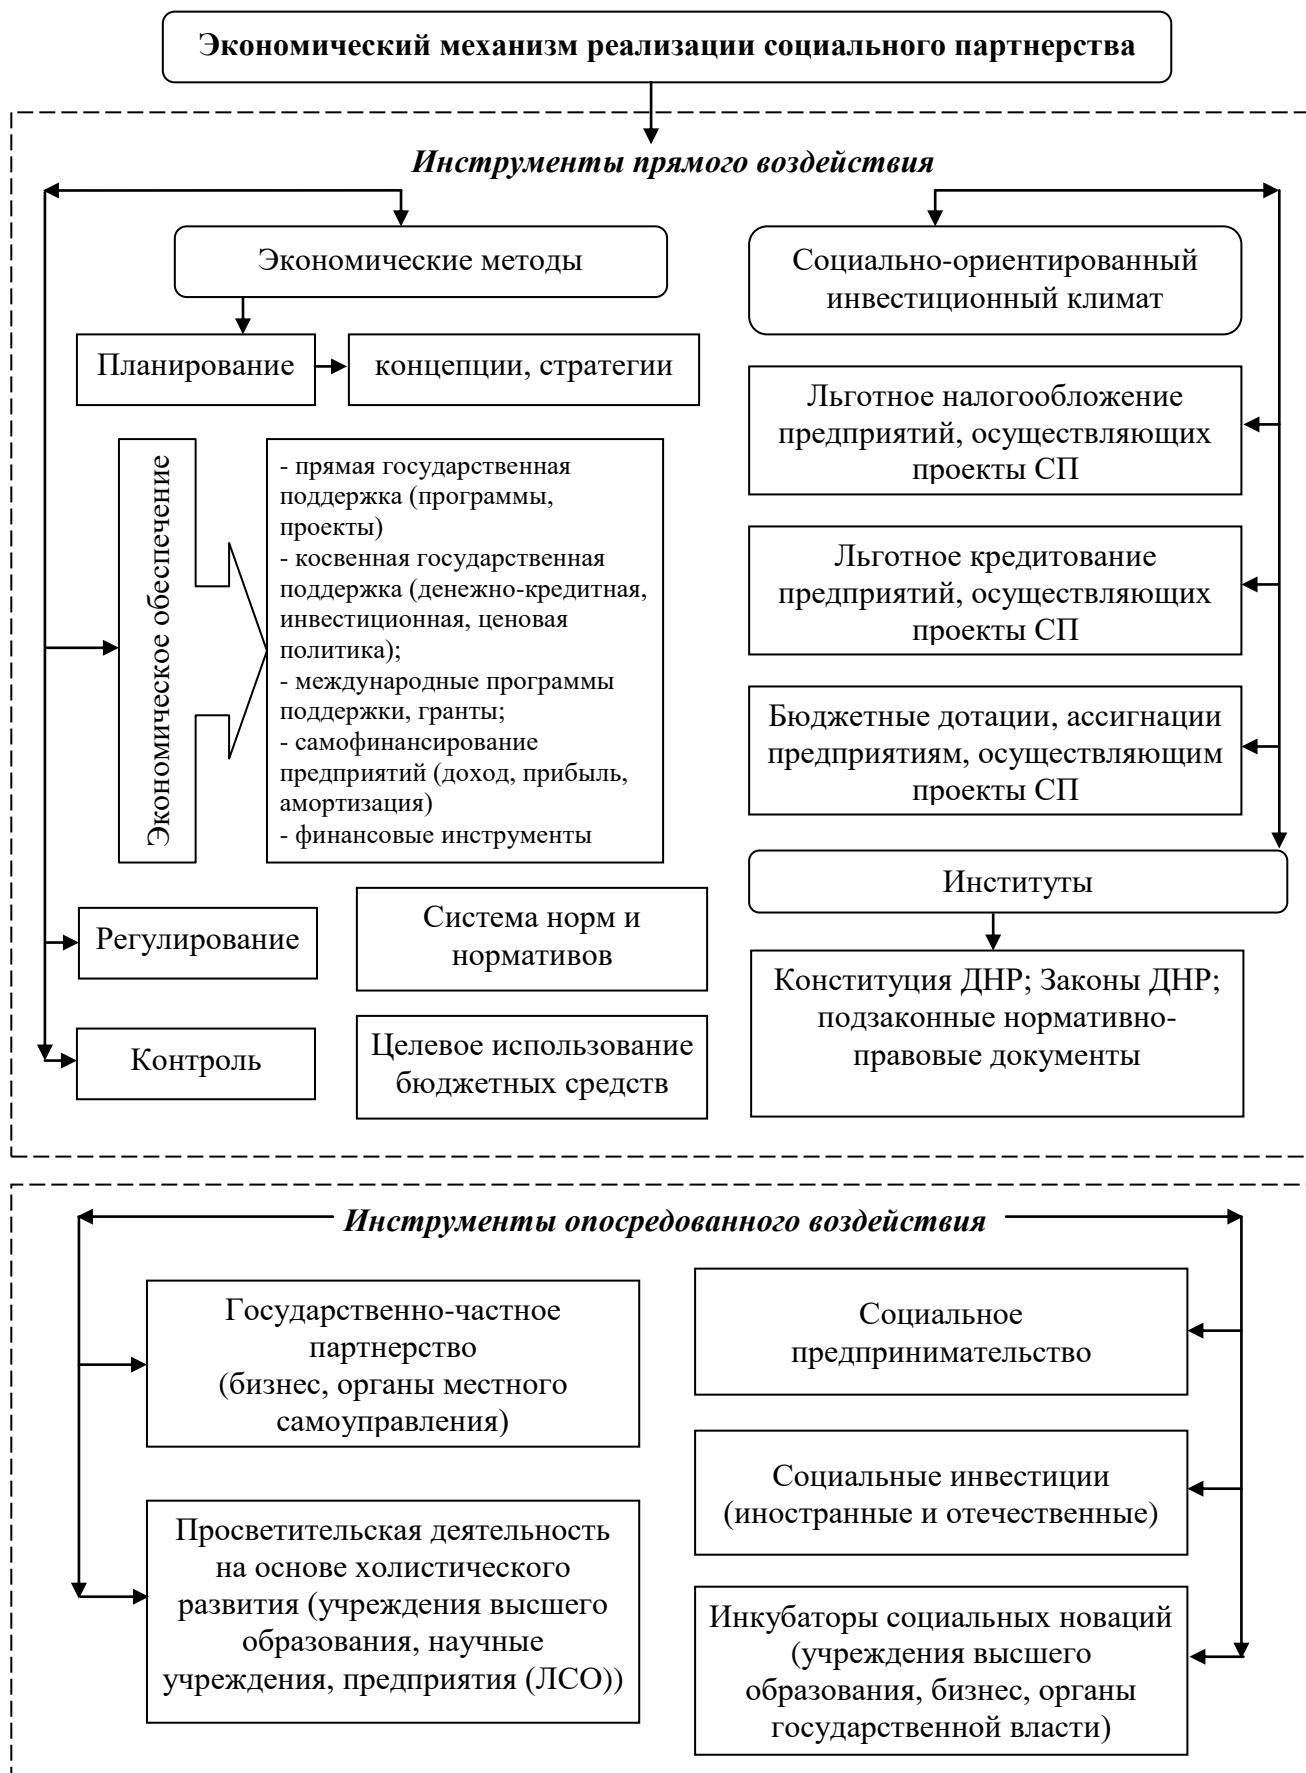 Экономический механизм реализации социального партнерства
Инструменты прямого воздействия
Экономические методы
Планирование
концепции, стратегии
Экономическое обеспечение
- прямая государственная
поддержка (программы,
проекты)
- косвенная государственная
поддержка (денежно-кредитная,
инвестиционная, ценовая
политика);
- международные программы
поддержки, гранты;
- самофинансирование
предприятий (доход, прибыль,
амортизация)
- финансовые инструменты
Регулирование
Система норм и
нормативов
Контроль
Целевое использование
бюджетных средств
Социально-ориентированный
инвестиционный климат
Льготное налогообложение
предприятий, осуществляющих
проекты СП
Льготное кредитование
предприятий, осуществляющих
проекты СП
Бюджетные дотации, ассигнации
предприятиям, осуществляющим
проекты СП
Институты
Конституция ДНР; Законы ДНР;
подзаконные нормативно-
правовые документы
Инструменты опосредованного воздействия
Государственно-частное
партнерство
(бизнес, органы местного
самоуправления)
Просветительская деятельность
на основе холистического
развития (учреждения высшего
образования, научные
учреждения, предприятия (ЛСО))
Социальное
предпринимательство
Социальные инвестиции
(иностранные и отечественные)
Инкубаторы социальных новаций
(учреждения высшего
образования, бизнес, органы
государственной власти)